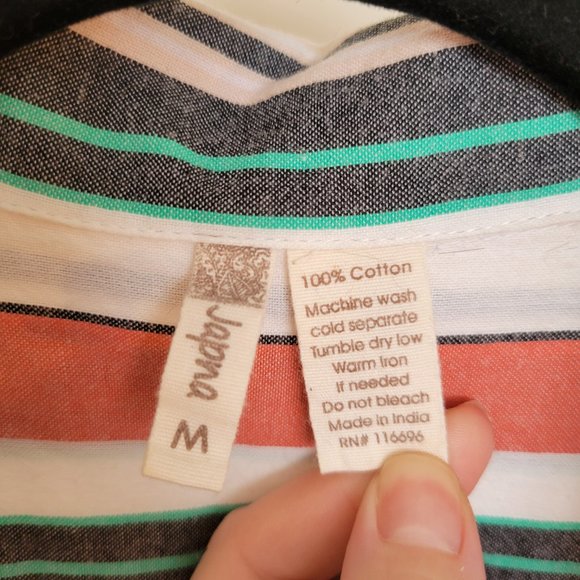 Japna
M
100% Cotton
Machine wash
cold separate
Tumble dry low
Warm Iron
If needed
Do not bleach
Made in India
RN# 116696